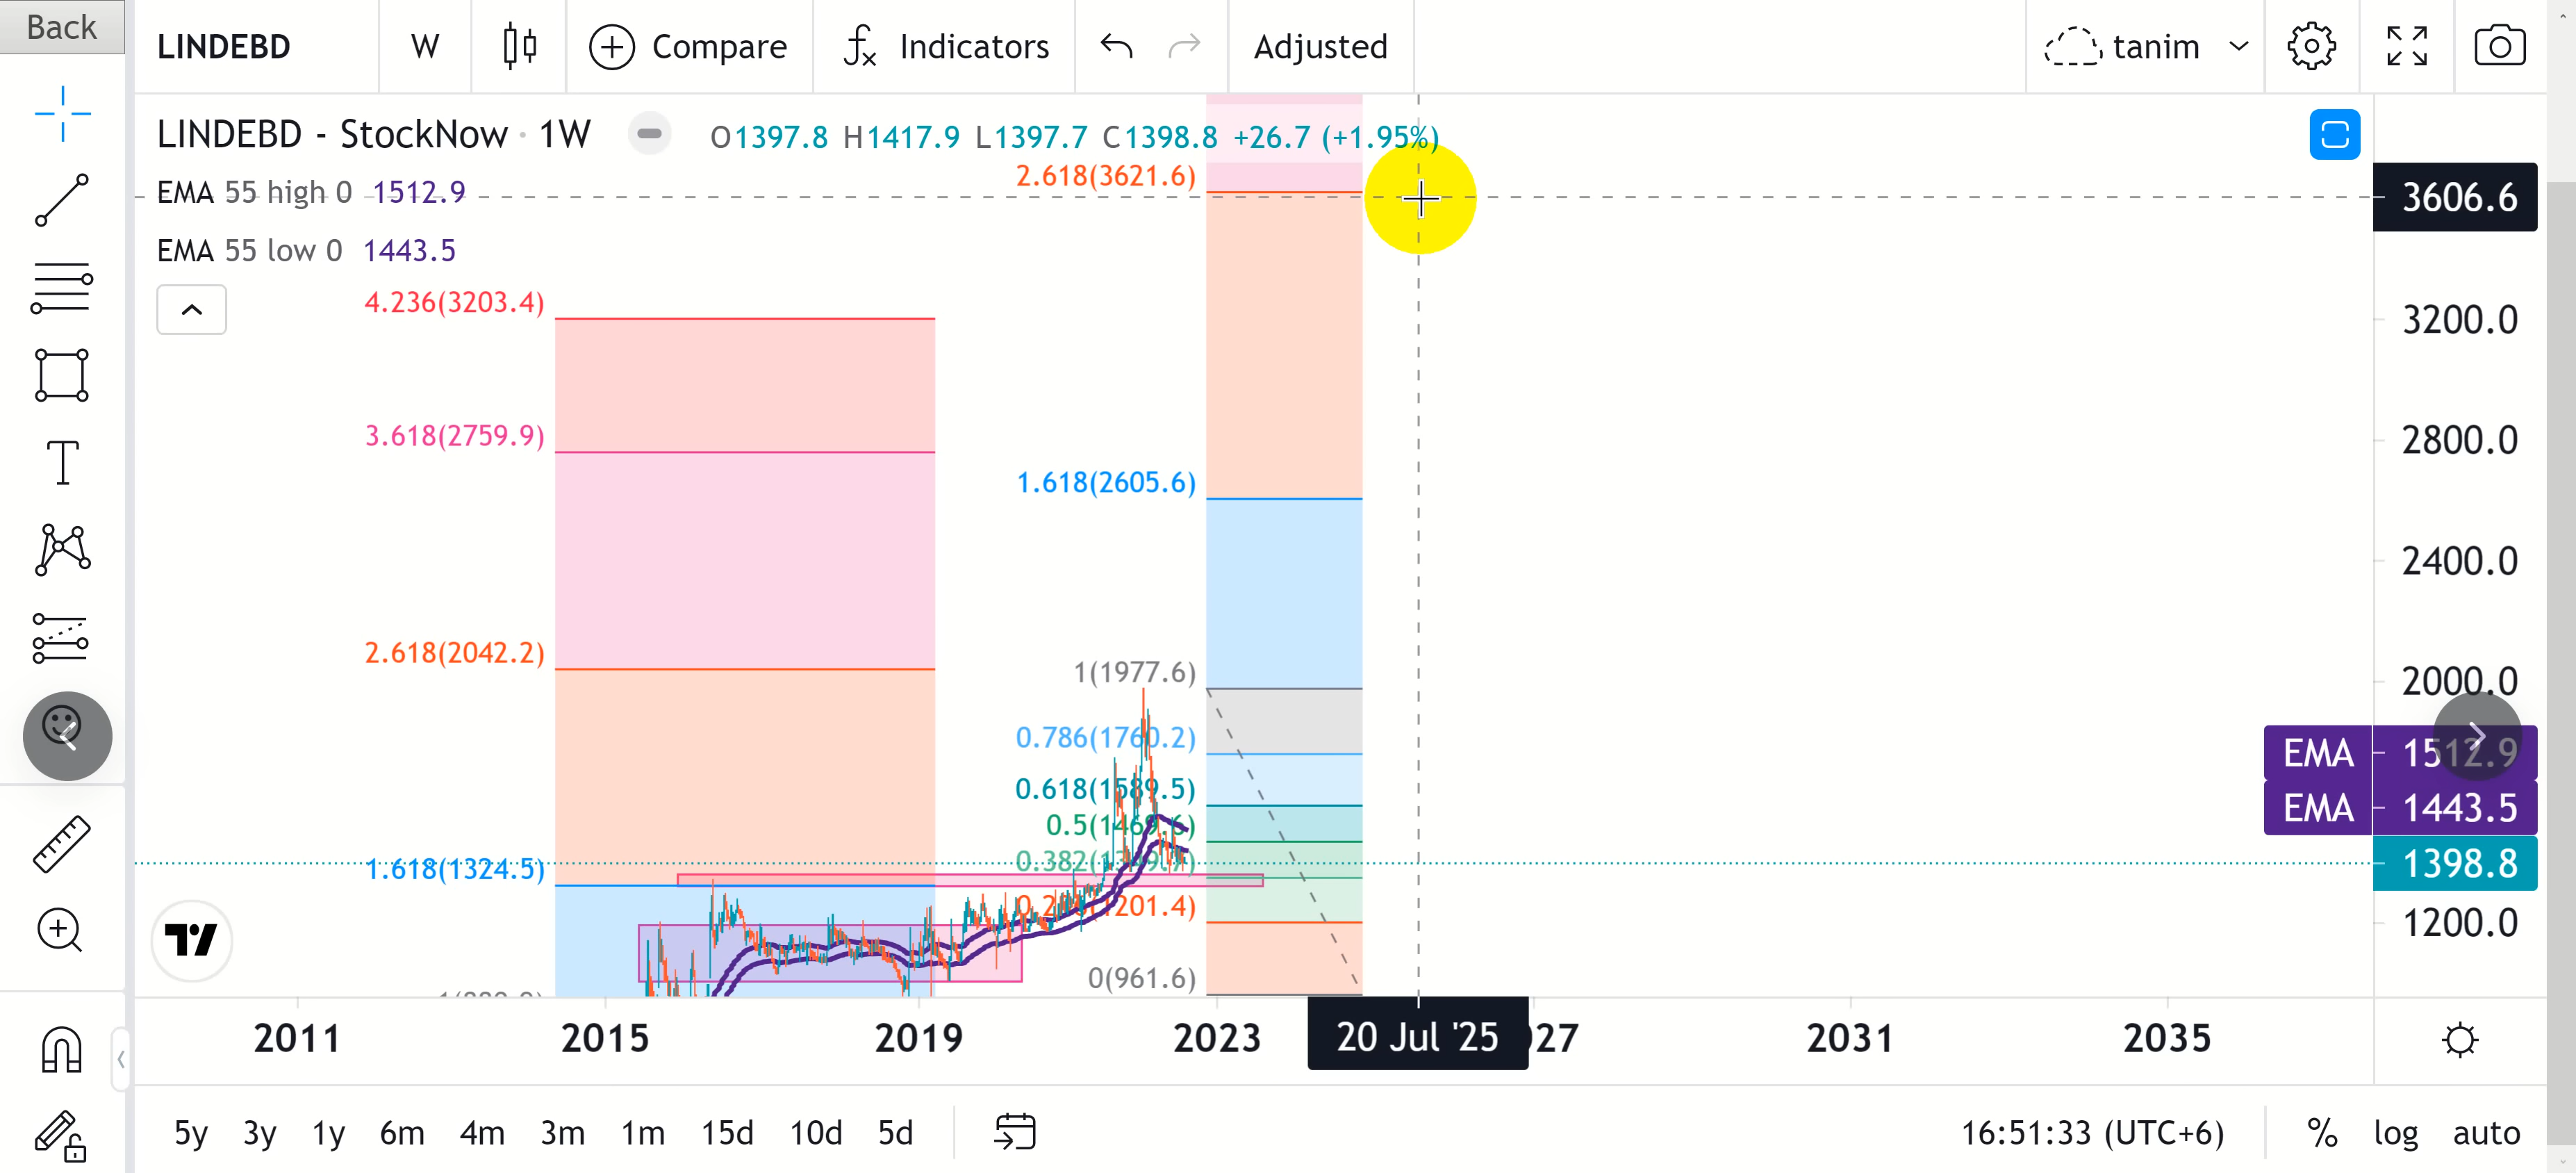 Back
LINDEBD
W
Compare
Indicators
Adjusted
tanim
LINDEBD - StockNow · 1W
O1397.8 H1417.9 L1397.7 C1398.8 +26.7 (+1.95%)
EMA 55 high 0 1512.9
EMA 55 low 0 1443.5
2.618(3621.6)
3606.6
4.236(3203.4)
3200.0
3.618(2759.9)
2800.0
1.618(2605.6)
2400.0
2.618(2042.2)
1(1977.6)
2000.0
0.786(1760.2)
EMA 1512.9
0.618(1589.5)
EMA 1443.5
0.5(1469.6)
1398.8
1.618(1324.5)
1200.0
0(961.6)
2011
2015
2019
2023
20 Jul '25
27
2031
2035
5y
3y
1y
6m
4m
3m
1m
15d
10d
5d
16:51:33 (UTC+6)
%
log
auto